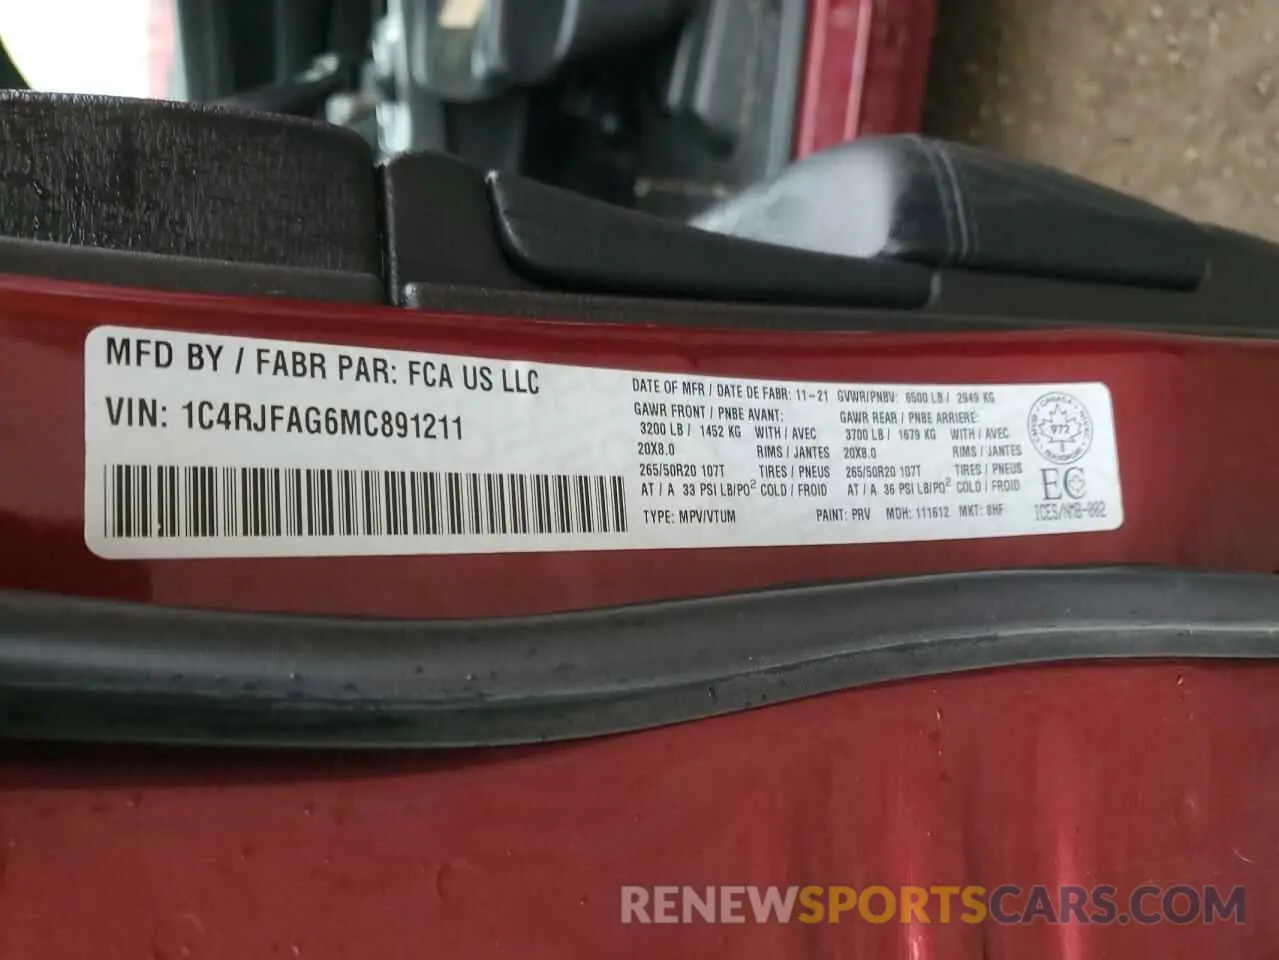 MFD BY / FABR PAR: FCA US LLC
VIN: 1C4RJFAG6MC891211
DATE OF MFR / DATE DE FABR: 11-21 GVWR/PNBV: 6500 LB / 2949 KG
GAWR FRONT / PNBE AVANT: GAWR REAR / PNBE ARRIERE:
3200 LB / 1452 KG WITH / AVEC 3700 LB / 1679 KG WITH / AVEC
20X8.0 RIMS / JANTES 20X8.0 RIMS / JANTES
265/50R20 107T TIRES / PNEUS 265/50R20 107T TIRES / PNEUS
AT / A 33 PSI LB/PO² COLD / FROID AT / A 36 PSI LB/PO² COLD / FROID
TYPE: MPV/VTUM PAINT: PRV MDH: 111612 MKT: 8HF
CANADA
972
EC
ICES/NMB-002
RENEWSPORTSCARS.COM